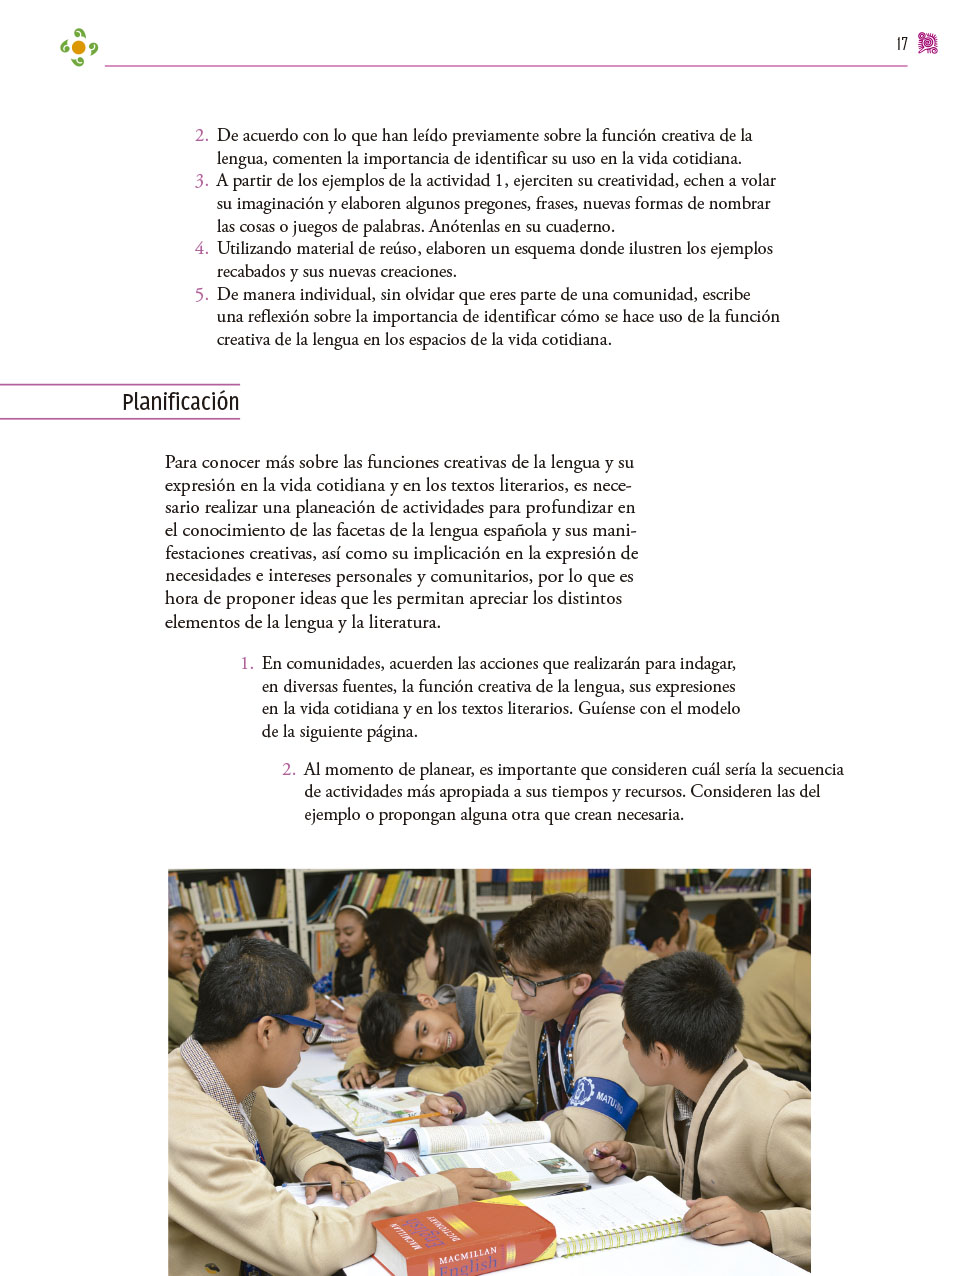 17
2. De acuerdo con lo que han leído previamente sobre la función creativa de la
lengua, comenten la importancia de identificar su uso en la vida cotidiana.
3. A partir de los ejemplos de la actividad 1, ejerciten su creatividad, echen a volar
su imaginación y elaboren algunos pregones, frases, nuevas formas de nombrar
las cosas o juegos de palabras. Anótenlas en su cuaderno.
4. Utilizando material de reúso, elaboren un esquema donde ilustren los ejemplos
recabados y sus nuevas creaciones.
5. De manera individual, sin olvidar que eres parte de una comunidad, escribe
una reflexión sobre la importancia de identificar cómo se hace uso de la función
creativa de la lengua en los espacios de la vida cotidiana.
Planificación
Para conocer más sobre las funciones creativas de la lengua y su
expresión en la vida cotidiana y en los textos literarios, es nece-
sario realizar una planeación de actividades para profundizar en
el conocimiento de las facetas de la lengua española y sus mani-
festaciones creativas, así como su implicación en la expresión de
necesidades e intereses personales y comunitarios, por lo que es
hora de proponer ideas que les permitan apreciar los distintos
elementos de la lengua y la literatura.
1. En comunidades, acuerden las acciones que realizarán para indagar,
en diversas fuentes, la función creativa de la lengua, sus expresiones
en la vida cotidiana y en los textos literarios. Guíense con el modelo
de la siguiente página.
2. Al momento de planear, es importante que consideren cuál sería la secuencia
de actividades más apropiada a sus tiempos y recursos. Consideren las del
ejemplo o propongan alguna otra que crean necesaria.
MACMILLAN
English
DICTIONARY
MACMILLAN
English